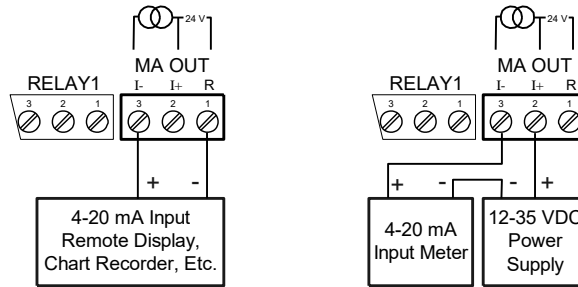 24 V
MA OUT
RELAY1 I- I+ R
3 2 1 3 2 1
+ -
4-20 mA Input
Remote Display,
Chart Recorder, Etc.
24 V
MA OUT
RELAY1 I- I+ R
3 2 1 3 2 1
+ - - +
4-20 mA
Input Meter
12-35 VDC
Power
Supply